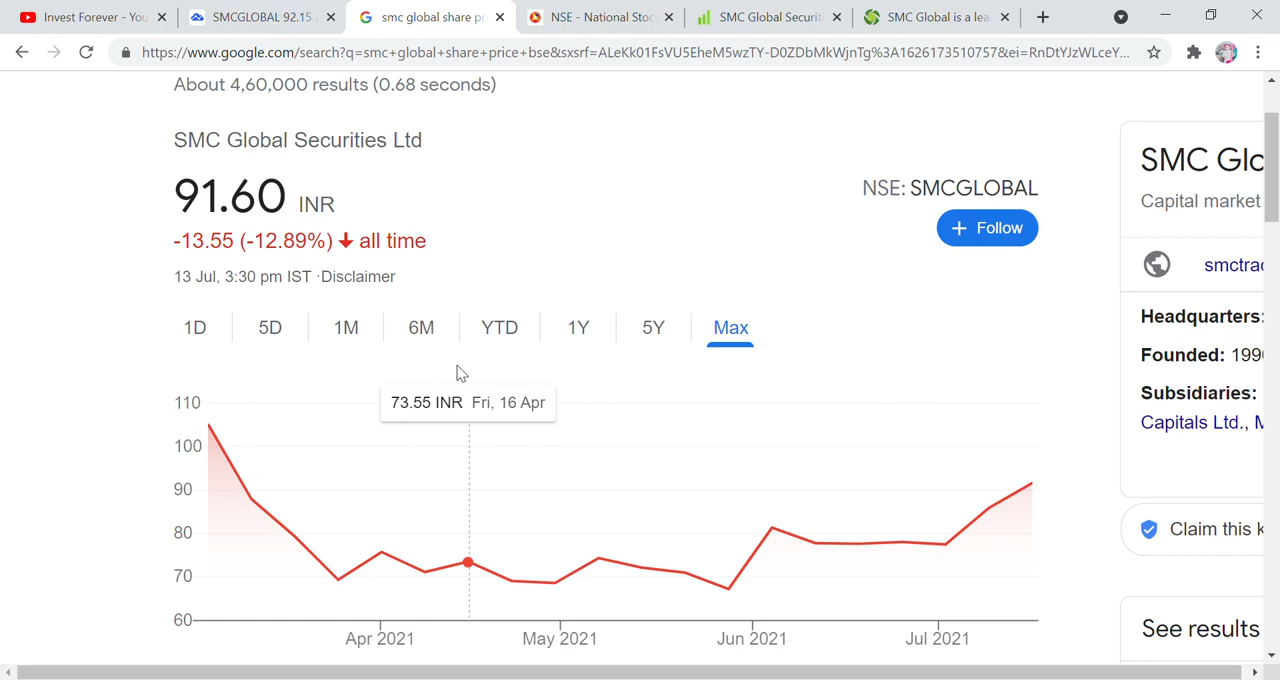 Invest Forever - You
SMCGLOBAL 92.15
smc global share pr
NSE - National Stoc
SMC Global Securiti
SMC Global is a lea
https://www.google.com/search?q=smc+global+share+price+bse&sxsrf=ALeKk01FsVU5EheM5wzTY-D0ZDbMkWjnTg%3A1626173510757&ei=RnDtYJzWLceY...
About 4,60,000 results (0.68 seconds)
SMC Global Securities Ltd
91.60 INR
NSE: SMCGLOBAL
+ Follow
-13.55 (-12.89%) ↓ all time
13 Jul, 3:30 pm IST ·Disclaimer
1D 5D 1M 6M YTD 1Y 5Y Max
73.55 INR Fri, 16 Apr
110
100
90
80
70
60
Apr 2021 May 2021 Jun 2021 Jul 2021
SMC Glo
Capital market
smctrad
Headquarters:
Founded: 1990
Subsidiaries:
Capitals Ltd., M
Claim this k
See results